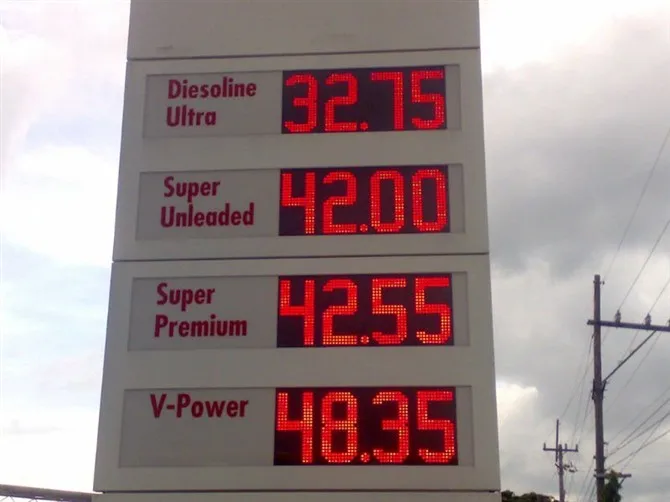 Diesoline 32.75
Ultra
Super 42.00
Unleaded
Super 42.55
Premium
V-Power 48.35